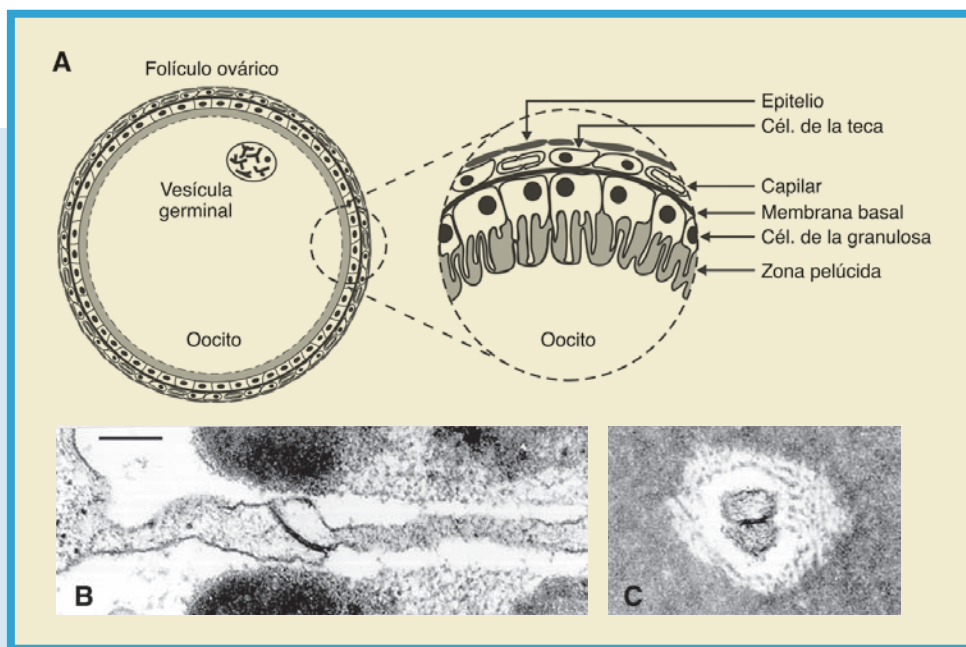 A
Folículo ovárico
Vesícula
germinal
Oocito
Epitelio
Cél. de la teca
Capilar
Membrana basal
Cél. de la granulosa
Zona pelúcida
Oocito
B
C